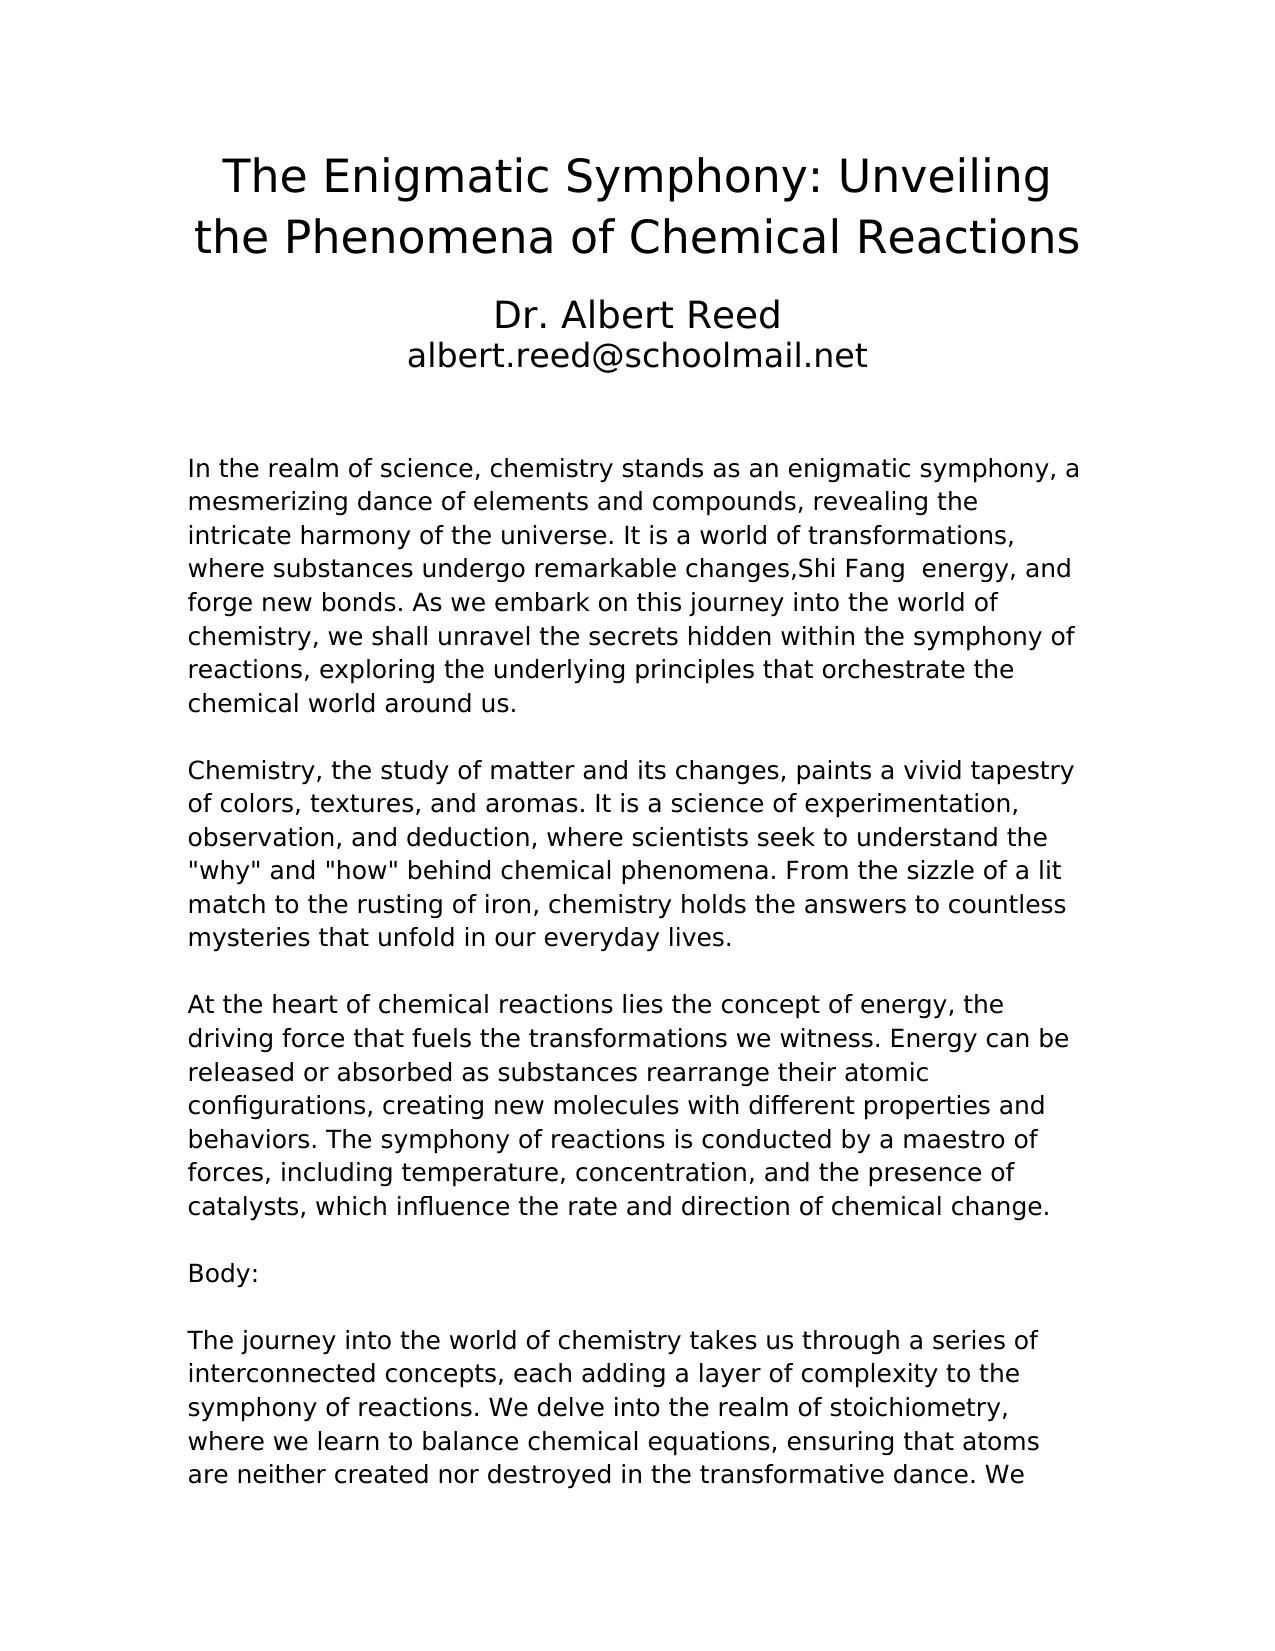 The Enigmatic Symphony: Unveiling
the Phenomena of Chemical Reactions
Dr. Albert Reed
albert.reed@schoolmail.net
In the realm of science, chemistry stands as an enigmatic symphony, a
mesmerizing dance of elements and compounds, revealing the
intricate harmony of the universe. It is a world of transformations,
where substances undergo remarkable changes,Shi Fang  energy, and
forge new bonds. As we embark on this journey into the world of
chemistry, we shall unravel the secrets hidden within the symphony of
reactions, exploring the underlying principles that orchestrate the
chemical world around us.
Chemistry, the study of matter and its changes, paints a vivid tapestry
of colors, textures, and aromas. It is a science of experimentation,
observation, and deduction, where scientists seek to understand the
"why" and "how" behind chemical phenomena. From the sizzle of a lit
match to the rusting of iron, chemistry holds the answers to countless
mysteries that unfold in our everyday lives.
At the heart of chemical reactions lies the concept of energy, the
driving force that fuels the transformations we witness. Energy can be
released or absorbed as substances rearrange their atomic
configurations, creating new molecules with different properties and
behaviors. The symphony of reactions is conducted by a maestro of
forces, including temperature, concentration, and the presence of
catalysts, which influence the rate and direction of chemical change.
Body:
The journey into the world of chemistry takes us through a series of
interconnected concepts, each adding a layer of complexity to the
symphony of reactions. We delve into the realm of stoichiometry,
where we learn to balance chemical equations, ensuring that atoms
are neither created nor destroyed in the transformative dance. We